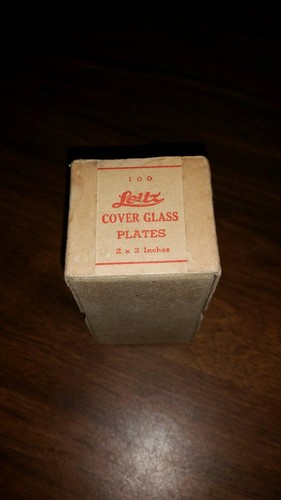 100
Leitz
COVER GLASS
PLATES
2 x 2 Inches